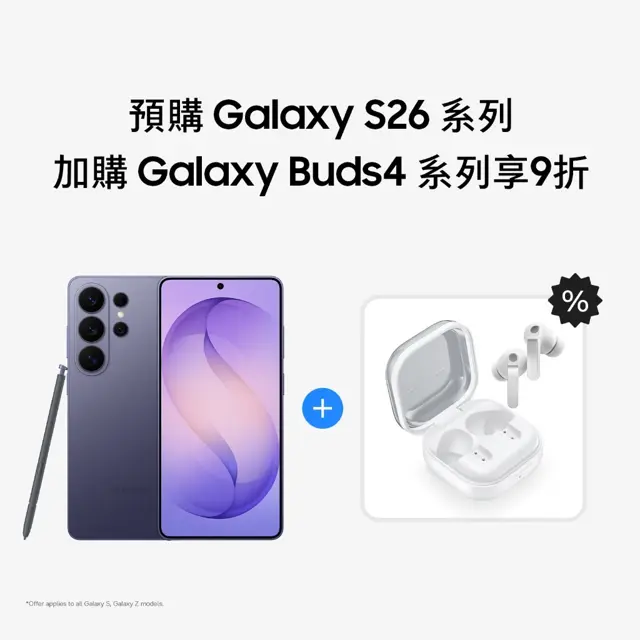 預購 Galaxy S26 系列
加購 Galaxy Buds4 系列享9折
%
*Offer applies to all Galaxy S, Galaxy Z models.